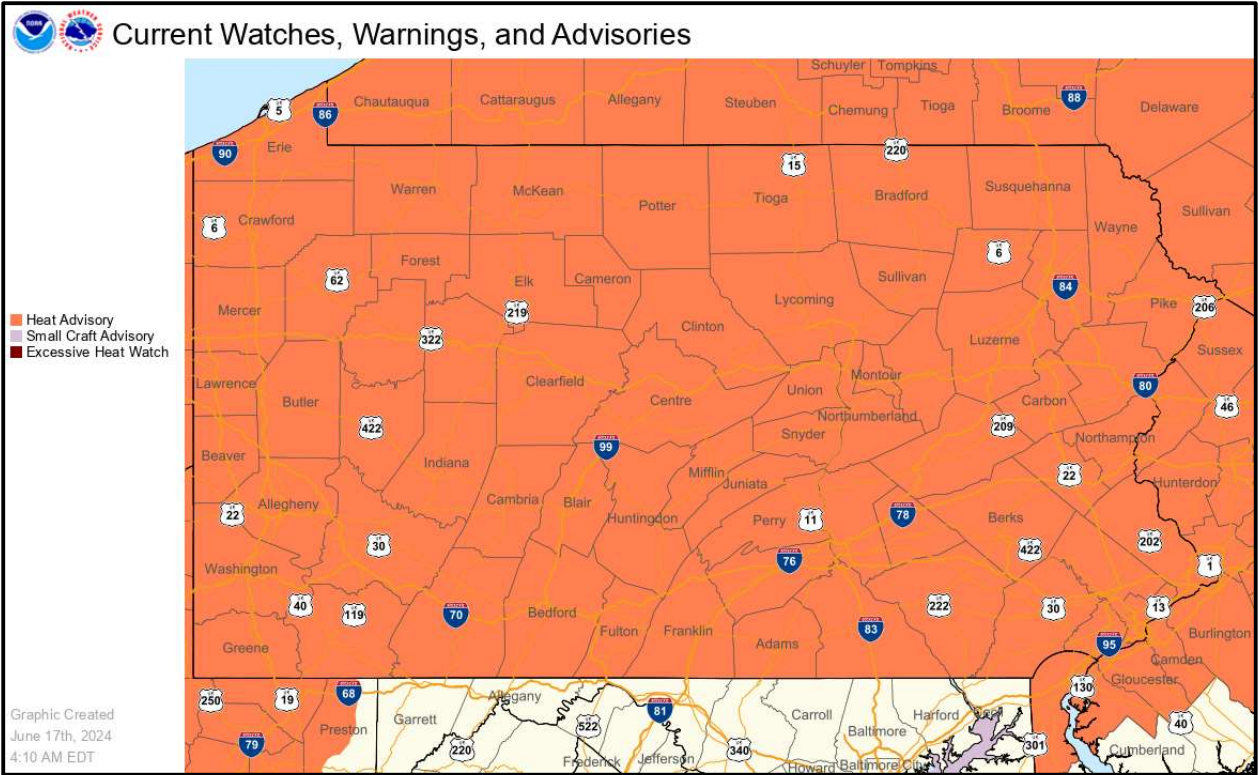 Current Watches, Warnings, and Advisories
Schuyler Tompkins
Chautauqua Cattaraugus Allegany Steuben Chemung Tioga Broome Delaware
5 86 88
90 Erie 15 220
Warren McKean Potter Tioga Bradford Susquehanna Wayne Sullivan
6 Crawford
Forest Elk Cameron Sullivan 6
62 84
Mercer 219 Lycoming Pike 206
322 Clinton Luzerne Sussex
Heat Advisory
Small Craft Advisory
Excessive Heat Watch
Lawrence Butler Clearfield Centre Union Montour Carbon 80 46
422 99 Snyder Northumberland 209 Northampton
Beaver Indiana Mifflin Juniata 22 Hunterdon
22 Allegheny Cambria Blair Huntingdon Perry 11 78 Berks 202
30 76 422 1
Washington
40 119 70 Bedford Fulton Franklin Adams 83 222 30 13
Greene 95 Burlington
Camden
Gloucester
250 19 68 Allegany 130
Preston Garrett 522 81 Carroll Harford Cecil 40
79 220 Frederick Jefferson 340 Baltimore 301 Cumberland
Howard Baltimore City
Graphic Created
June 17th, 2024
4:10 AM EDT